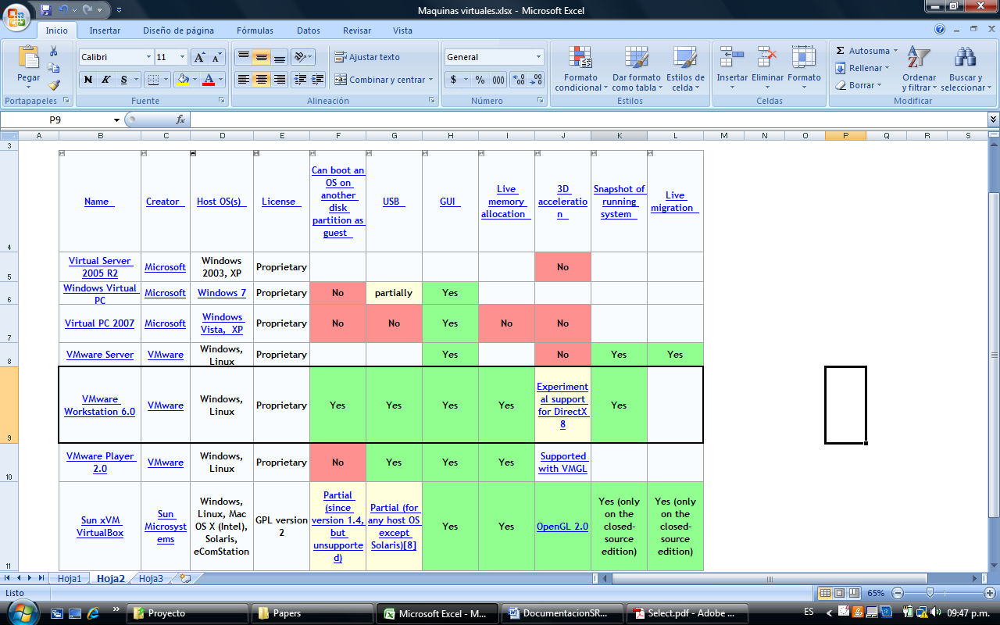 Maquinas virtuales.xlsx - Microsoft Excel
Inicio Insertar Diseño de página Fórmulas Datos Revisar Vista
Pegar
Portapapeles
Calibri 11
N K S
Fuente
Ajustar texto
Combinar y centrar
Alineación
General
$ % 000
Número
Formato condicional
Dar formato como tabla
Estilos de celda
Estilos
Insertar Eliminar Formato
Celdas
Autosuma
Rellenar
Borrar
Ordenar y filtrar
Buscar y seleccionar
Modificar
P9 fx
A B C D E F G H I J K L M N O P Q R S
3
4 Name Creator Host OS(s) License Can boot an OS on another disk partition as guest USB GUI Live memory allocation 3D acceleration Snapshot of running system Live migration
5 Virtual Server 2005 R2 Microsoft Windows 2003, XP Proprietary No
6 Windows Virtual PC Microsoft Windows 7 Proprietary No partially Yes
7 Virtual PC 2007 Microsoft Windows Vista, XP Proprietary No No Yes No No
8 VMware Server VMware Windows, Linux Proprietary Yes No Yes Yes
9 VMware Workstation 6.0 VMware Windows, Linux Proprietary Yes Yes Yes Yes Experimental support for DirectX 8 Yes
10 VMware Player 2.0 VMware Windows, Linux Proprietary No Yes Yes Yes Supported with VMGL
11 Sun xVM VirtualBox Sun Microsystems Windows, Linux, Mac OS X (Intel), Solaris, eComStation GPL version 2 Partial (since version 1.4, but unsupported) Partial (for any host OS except Solaris)[8] Yes Yes OpenGL 2.0 Yes (only on the closed-source edition) Yes (only on the closed-source edition)
Hoja1 Hoja2 Hoja3
Listo 65%
Proyecto Papers Microsoft Excel - M... DocumentacionSR... Select.pdf - Adobe ... ES 09:47 p.m.